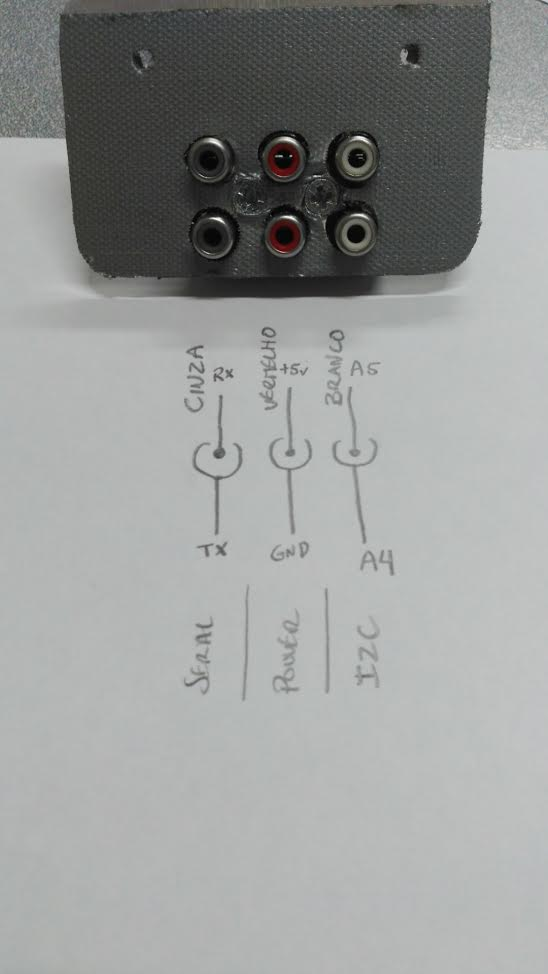 CINZA
Rx
VERMELHO
+5v
BRANCO
A5
Tx
GND
A4
SERIAL
POWER
I2C